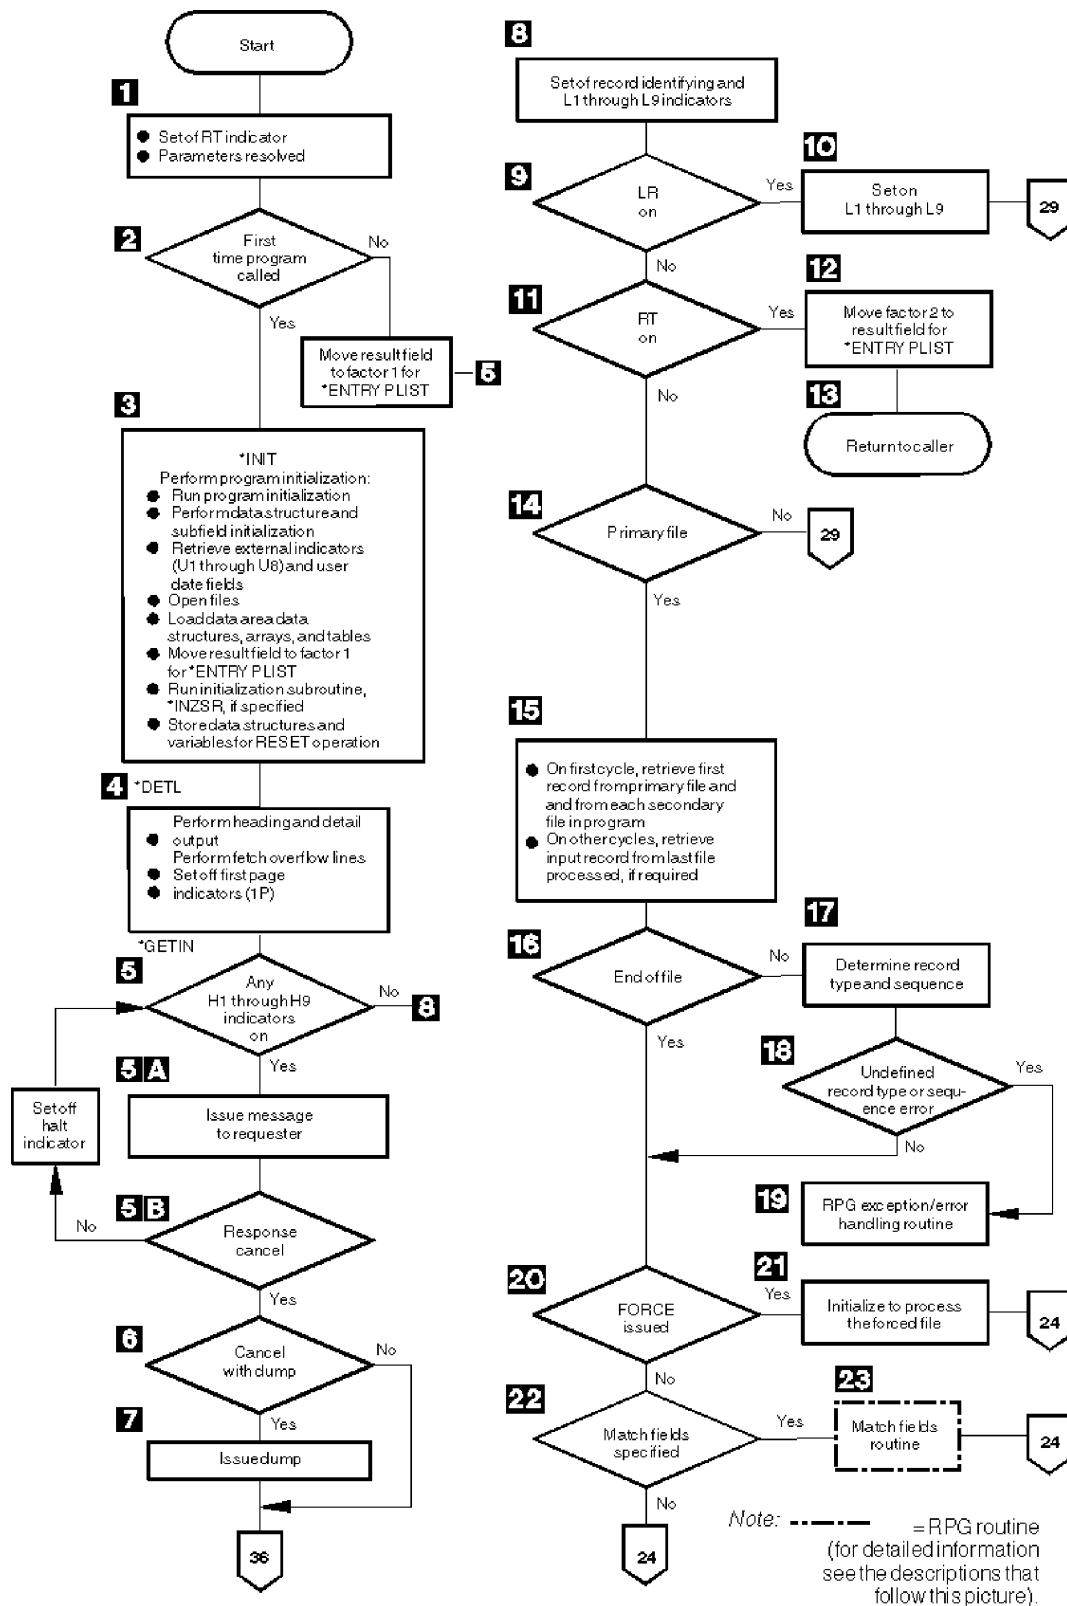 Start
1
Setof RT indicator
Parameters resolved
2
First
time program
called
No
Yes
Move result field
to factor 1 for
*ENTRY PLIST
5
3
*INIT
Perform program initialization:
Run program initialization
Perform data structure and
subfield initialization
Retrieve external indicators
(U1 through U8) and user
date fields
Open files
Load data area data
structures, arrays, and tables
Move result field to factor 1
for *ENTRY PLIST
Run initialization subroutine,
*INZSR, if specified
Store data structures and
variables for RESET operation
4 *DETL
Perform heading and detail
output
Perform fetch overflow lines
Set off first page
indicators (1P)
*GETIN
5
Any
H1 through H9
indicators
on
No
8
Yes
5 A
Issue message
to requester
Set off
halt
indicator
5 B
No
Response
cancel
Yes
6
Cancel
with dump
No
Yes
7
Issue dump
36
8
Set of record identifying and
L1 through L9 indicators
9
LR
on
Yes
10
Set on
L1 through L9
29
No
11
RT
on
Yes
12
Move factor 2 to
result field for
*ENTRY PLIST
No
13
Return to caller
14
Primary file
No
29
Yes
15
On first cycle, retrieve first
record from primary file and
and from each secondary
file in program
On other cycles, retrieve
input record from last file
processed, if required
16
End of file
No
17
Determine record
type and sequence
Yes
18
Undefined
record type or sequ-
ence error
Yes
No
19
RPG exception/error
handling routine
20
FORCE
issued
Yes
21
Initialize to process
the forced file
24
No
22
Match fields
specified
Yes
23
Match fields
routine
24
No
24
Note:
= RPG routine
(for detailed information
see the descriptions that
follow this picture).